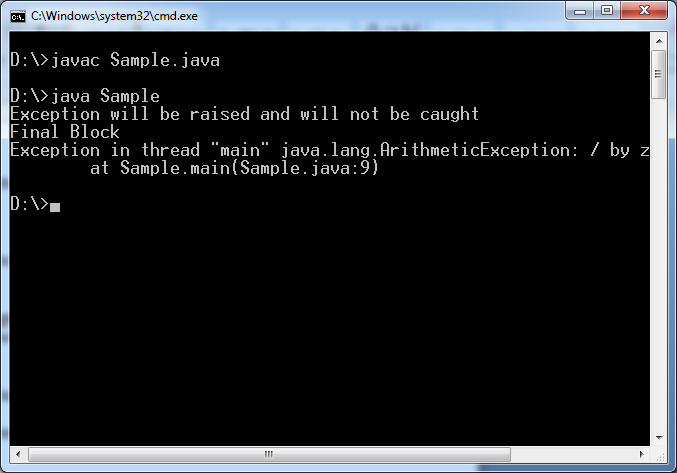 C:\Windows\system32\cmd.exe
D:\>javac Sample.java
D:\>java Sample
Exception will be raised and will not be caught
Final Block
Exception in thread "main" java.lang.ArithmeticException: / by z
at Sample.main(Sample.java:9)
D:\>